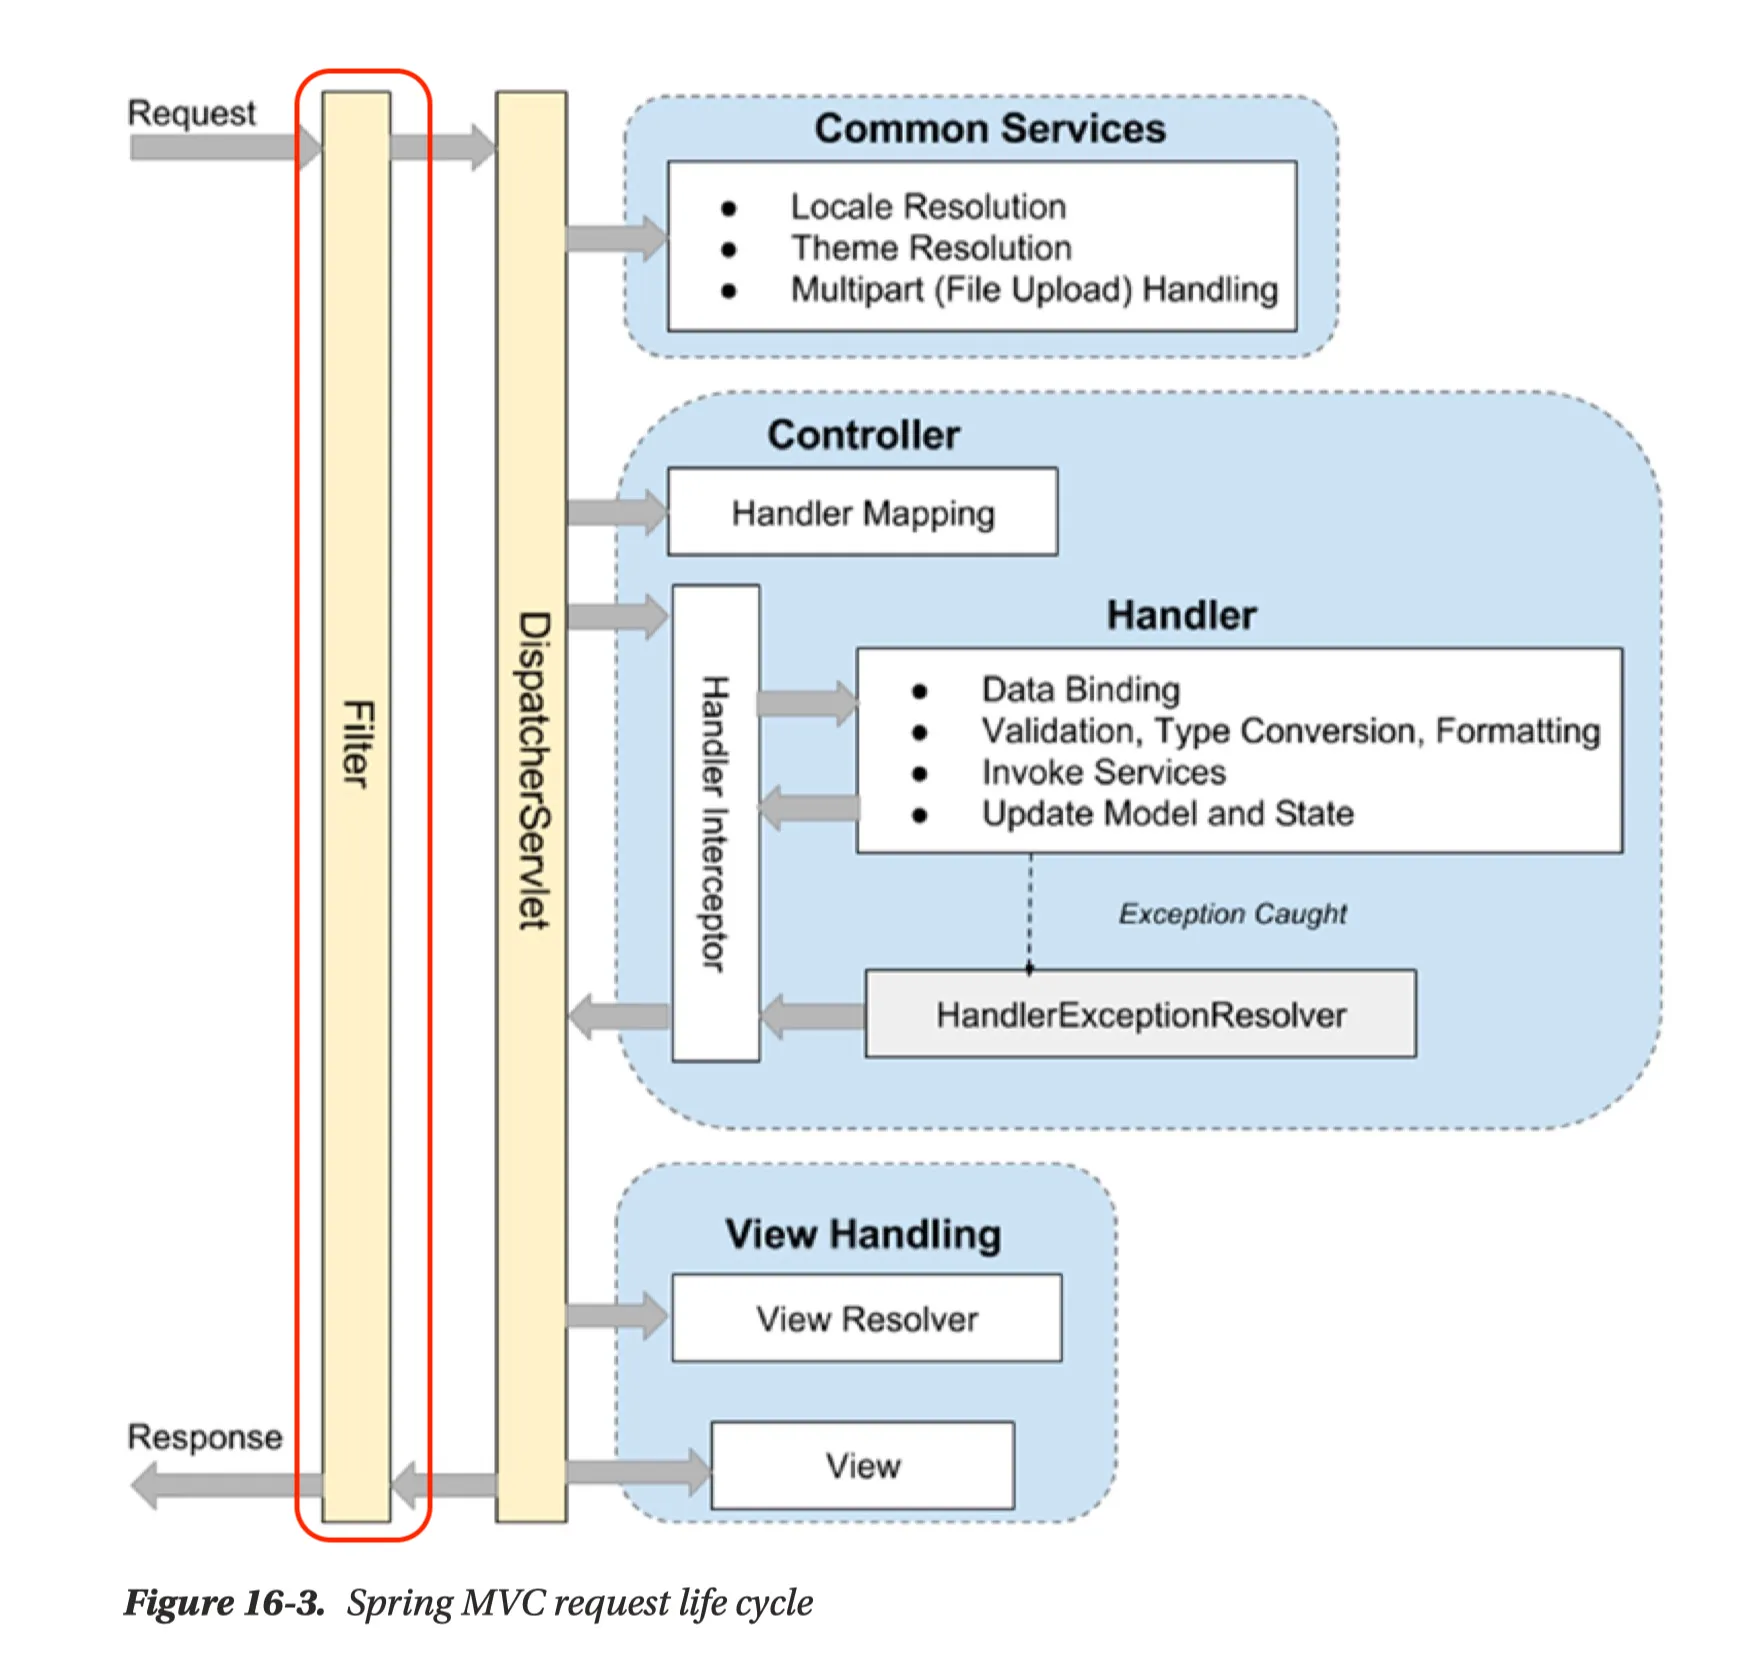 Request
Common Services
● Locale Resolution
● Theme Resolution
● Multipart (File Upload) Handling
Controller
Handler Mapping
Filter
DispatcherServlet
Handler Interceptor
Handler
● Data Binding
● Validation, Type Conversion, Formatting
● Invoke Services
● Update Model and State
Exception Caught
HandlerExceptionResolver
View Handling
View Resolver
Response
View
Figure 16-3. Spring MVC request life cycle